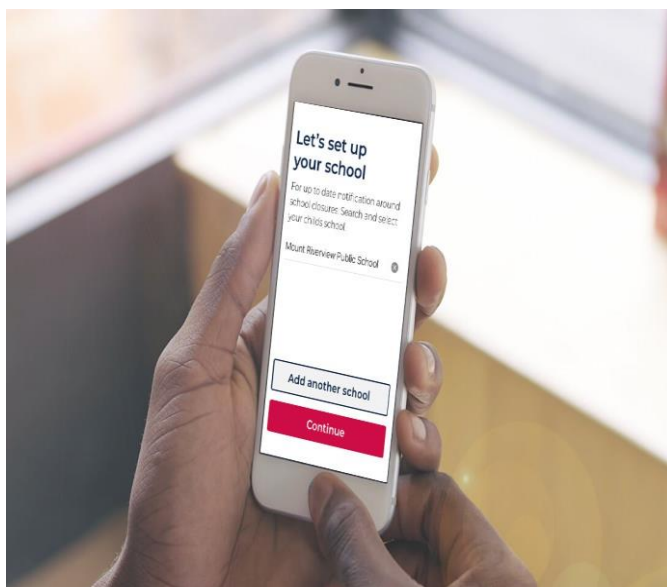 Let's set up
your school
For up to date notification around
school closures. Search and select
your childs school.
Mount Riverview Public School
Add another school
Continue